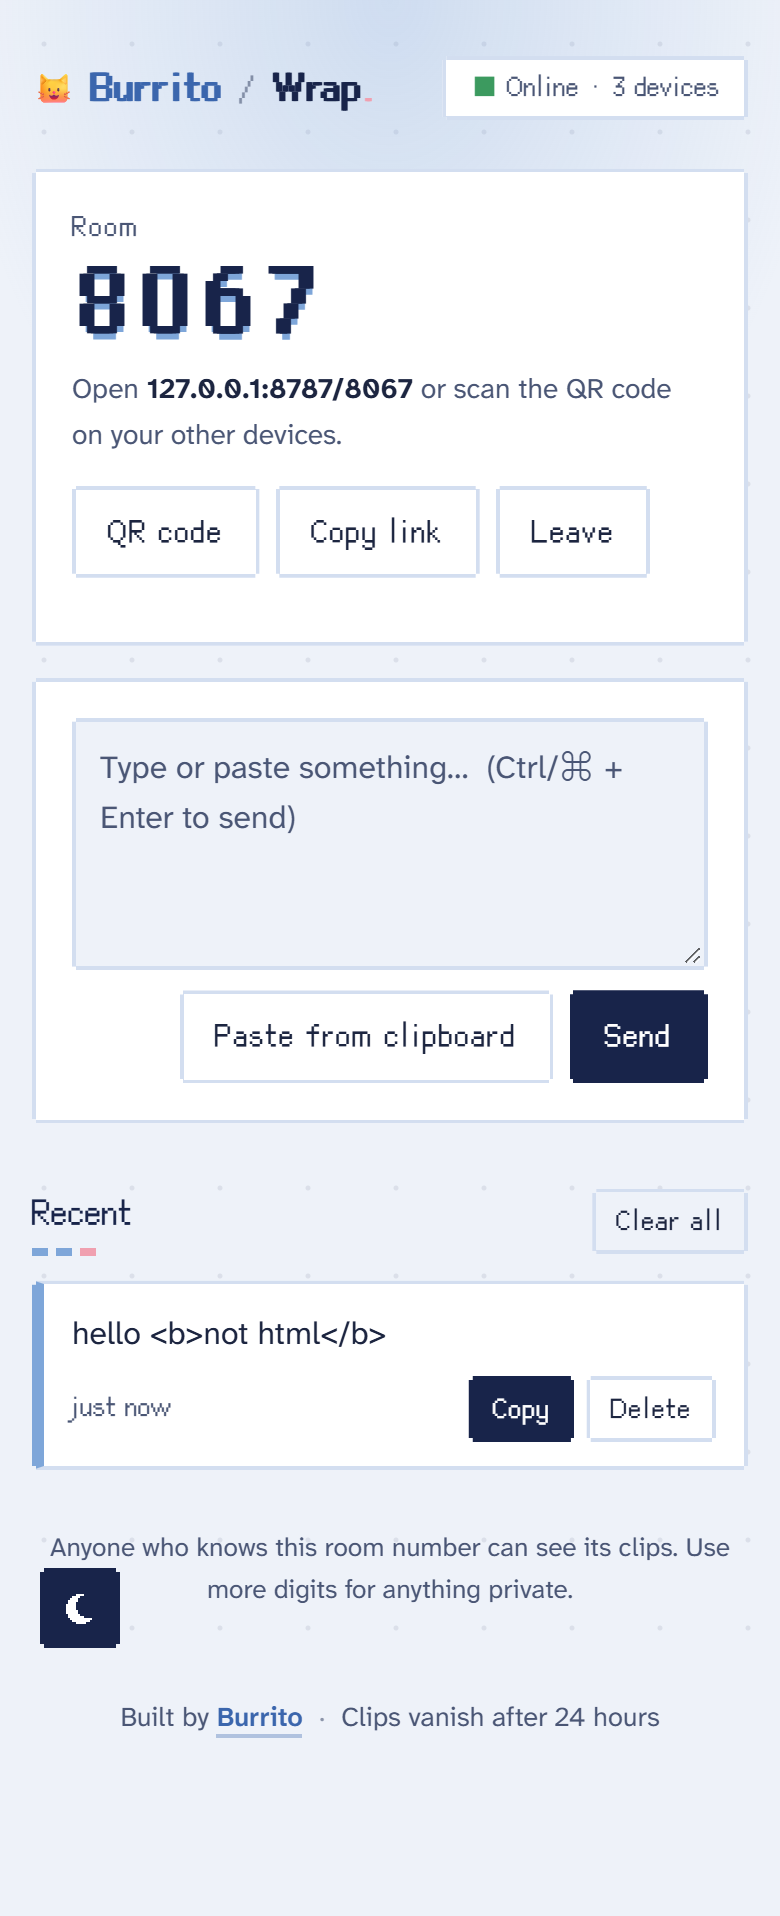 Burrito / Wrap.
Online · 3 devices
Room
8067
Open 127.0.0.1:8787/8067 or scan the QR code
on your other devices.
QR code
Copy link
Leave
Type or paste something... (Ctrl/⌘ +
Enter to send)
Paste from clipboard
Send
Recent
Clear all
hello <b>not html</b>
just now
Copy
Delete
Anyone who knows this room number can see its clips. Use
more digits for anything private.
Built by Burrito · Clips vanish after 24 hours